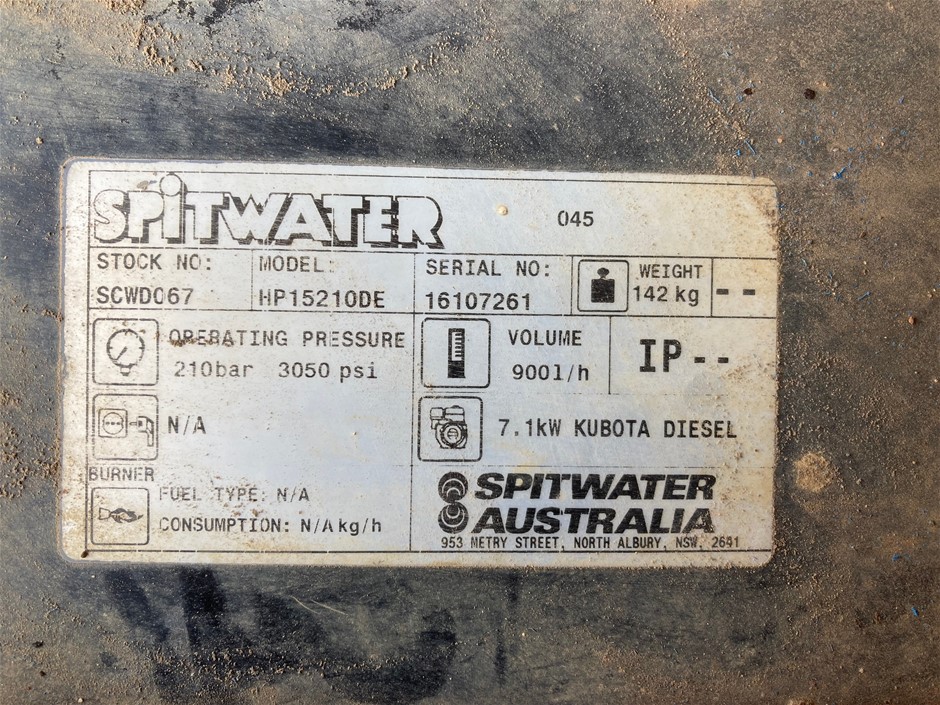 SPiTWATER 045
STOCK NO: MODEL: SERIAL NO: WEIGHT
SCWD067 HP15210DE 16107261 142 kg --
OPERATING PRESSURE VOLUME IP--
210bar 3050 psi 900l/h
N/A 7.1kW KUBOTA DIESEL
BURNER
FUEL TYPE: N/A SPITWATER
CONSUMPTION: N/A kg/h AUSTRALIA
953 METRY STREET, NORTH ALBURY, NSW, 2641